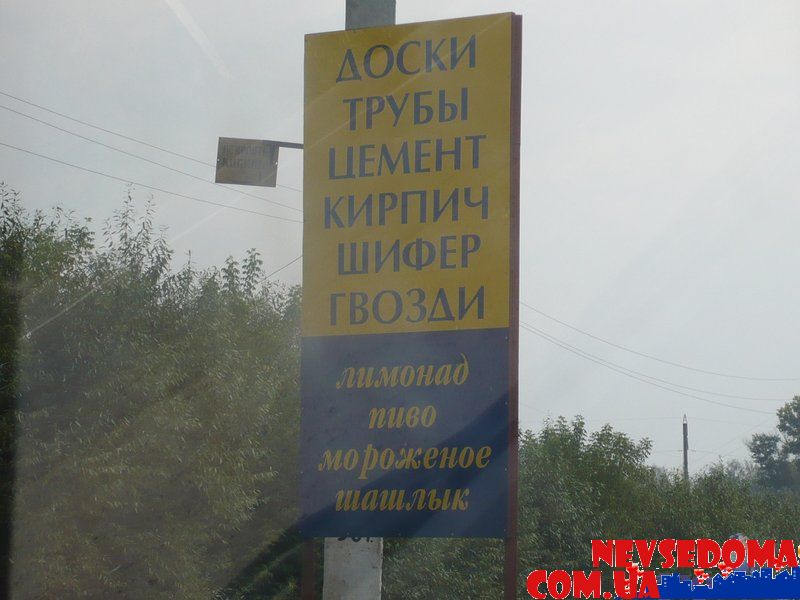 ДОСКИ
ТРУБЫ
ЦЕМЕНТ
КИРПИЧ
ШИФЕР
ГВОЗДИ
лимонад
пиво
мороженое
шашлык
NEVSEDOMA
COM.UA